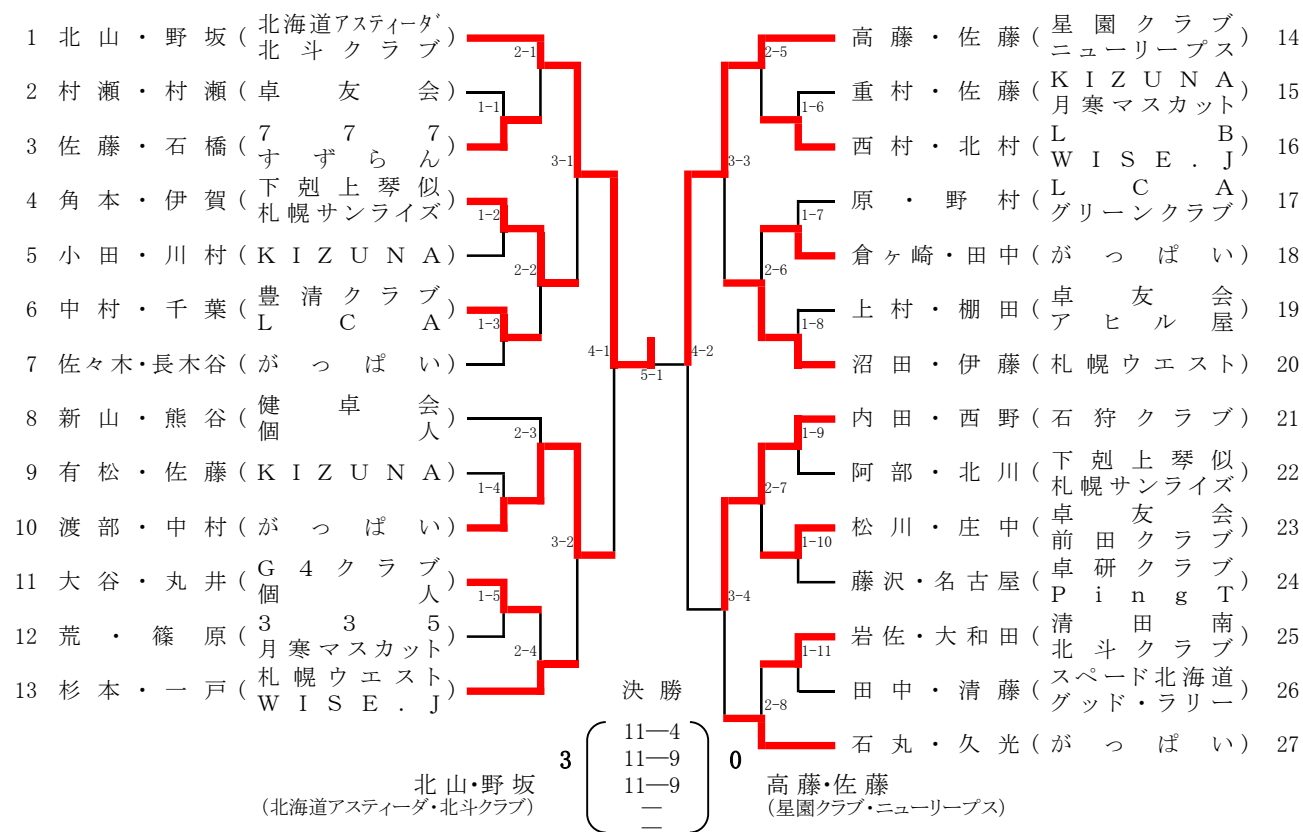 1 北山・野坂 (北海道アスティーダ
北斗クラブ)
2 村瀬・村瀬 (卓友会)
3 佐藤・石橋 (777
すずらん)
4 角本・伊賀 (下剋上琴似
札幌サンライズ)
5 小田・川村 (KIZUNA)
6 中村・千葉 (豊清クラブ
LCA)
7 佐々木・長木谷 (がっぱい)
8 新山・熊谷 (健卓会
個人)
9 有松・佐藤 (KIZUNA)
10 渡部・中村 (がっぱい)
11 大谷・丸井 (G4クラブ
個人)
12 荒・篠原 (335
月寒マスカット)
13 杉本・一戸 (札幌ウエスト
WISE.J)
2-1
1-1
3-1
1-2
2-2
1-3
4-1
2-3
1-4
3-2
1-5
2-4
5-1
2-5
1-6
3-3
1-7
2-6
1-8
4-2
1-9
2-7
1-10
3-4
1-11
2-8
高藤・佐藤 (星園クラブ
ニューリープス) 14
重村・佐藤 (KIZUNA
月寒マスカット) 15
西村・北村 (LB
WISE.J) 16
原・野村 (LCA
グリーンクラブ) 17
倉ヶ崎・田中 (がっぱい) 18
上村・棚田 (卓友会
アヒル屋) 19
沼田・伊藤 (札幌ウエスト) 20
内田・西野 (石狩クラブ) 21
阿部・北川 (下剋上琴似
札幌サンライズ) 22
松川・庄中 (卓友会
前田クラブ) 23
藤沢・名古屋 (卓研クラブ
PingT) 24
岩佐・大和田 (清田南
北斗クラブ) 25
田中・清藤 (スペード北海道
グッド・ラリー) 26
石丸・久光 (がっぱい) 27
決勝
11―4
3 11―9 0
11―9
―
―
北山・野坂
(北海道アスティーダ・北斗クラブ)
高藤・佐藤
(星園クラブ・ニューリープス)